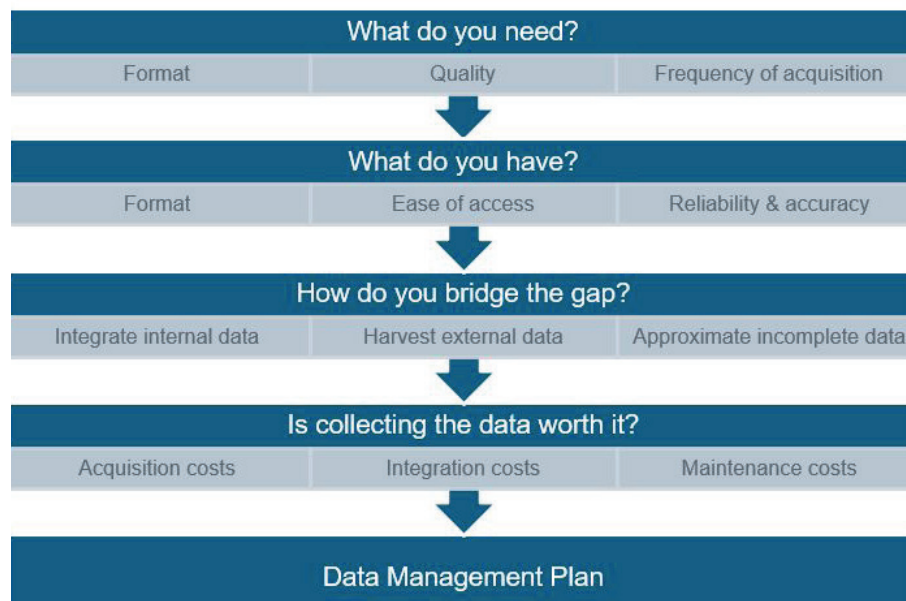 What do you need?
Format Quality Frequency of acquisition
What do you have?
Format Ease of access Reliability & accuracy
How do you bridge the gap?
Integrate internal data Harvest external data Approximate incomplete data
Is collecting the data worth it?
Acquisition costs Integration costs Maintenance costs
Data Management Plan